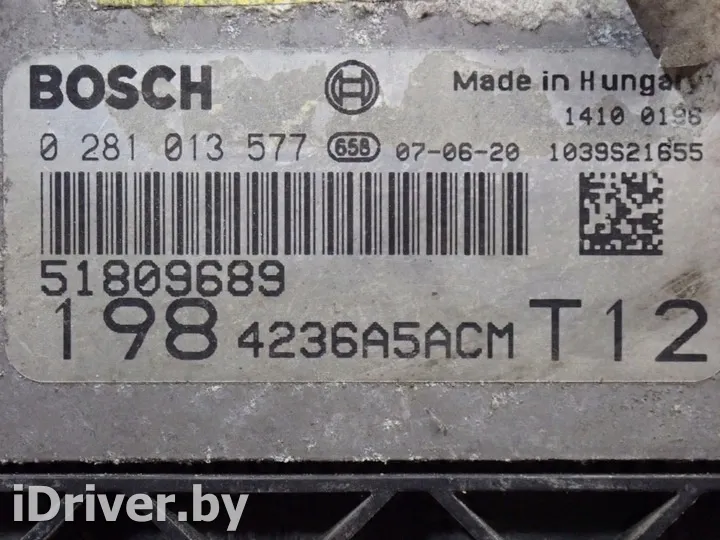 BOSCH Made in Hungary
1410 0196
0 281 013 577 658 07-06-20 1039S21655
51809689
198 4236A5ACM T12
iDriver.by